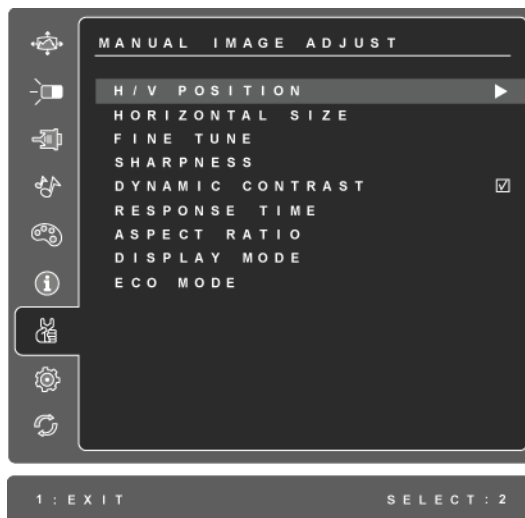 MANUAL IMAGE ADJUST
H/V POSITION
HORIZONTAL SIZE
FINE TUNE
SHARPNESS
DYNAMIC CONTRAST
RESPONSE TIME
ASPECT RATIO
DISPLAY MODE
ECO MODE
1:EXIT SELECT:2